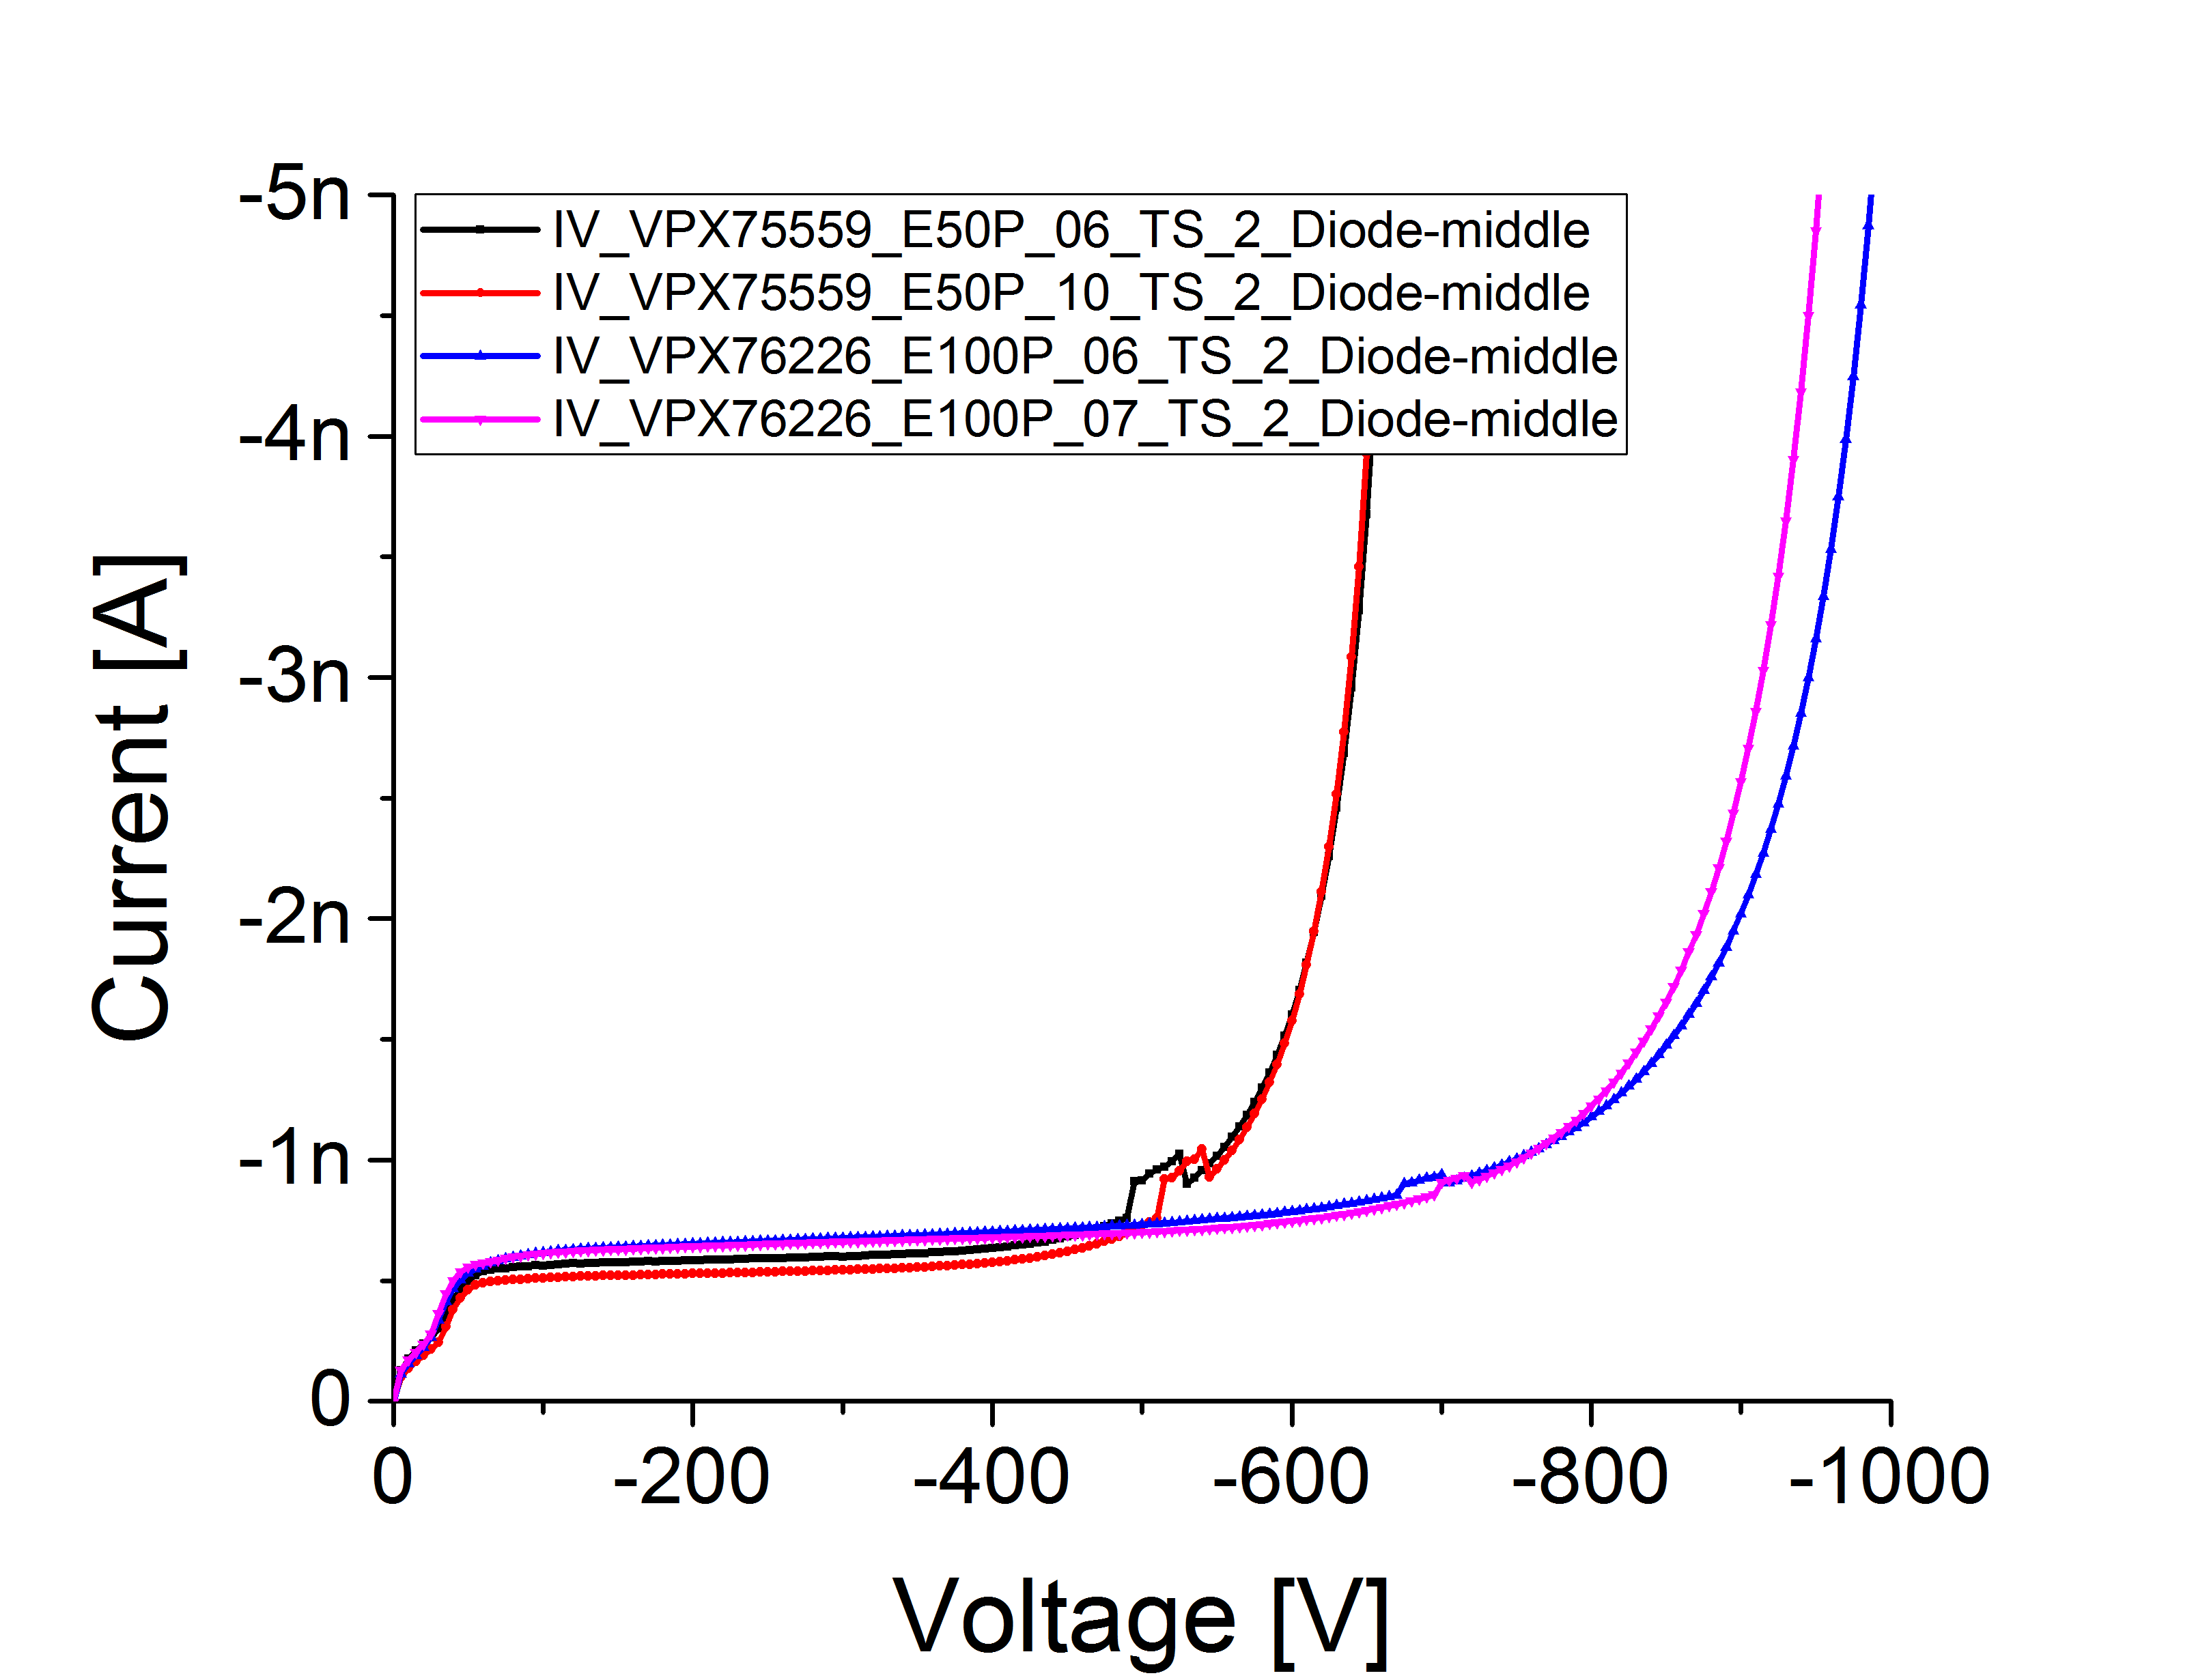 -5n
-4n
-3n
-2n
-1n
0
Current [A]
IV_VPX75559_E50P_06_TS_2_Diode-middle
IV_VPX75559_E50P_10_TS_2_Diode-middle
IV_VPX76226_E100P_06_TS_2_Diode-middle
IV_VPX76226_E100P_07_TS_2_Diode-middle
0 -200 -400 -600 -800 -1000
Voltage [V]